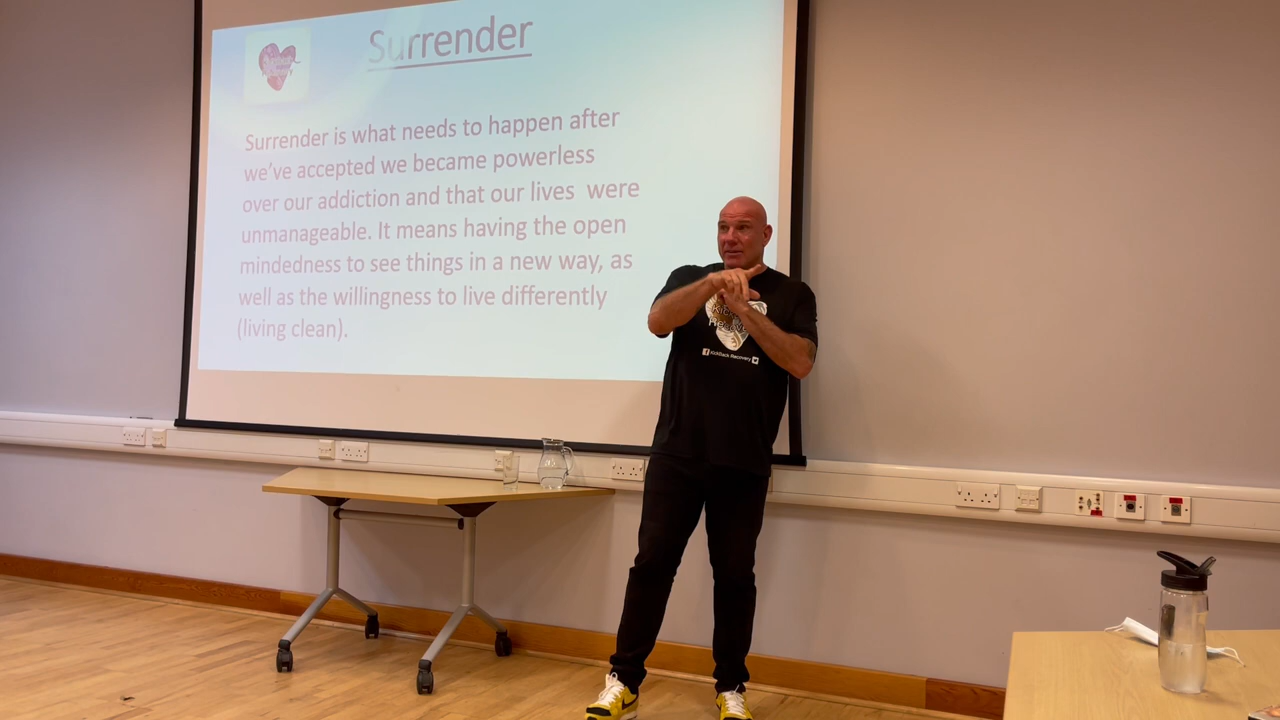 Surrender
Surrender is what needs to happen after
we've accepted we became powerless
over our addiction and that our lives were
unmanageable. It means having the open
mindedness to see things in a new way, as
well as the willingness to live differently
(living clean).
KickBack Recovery